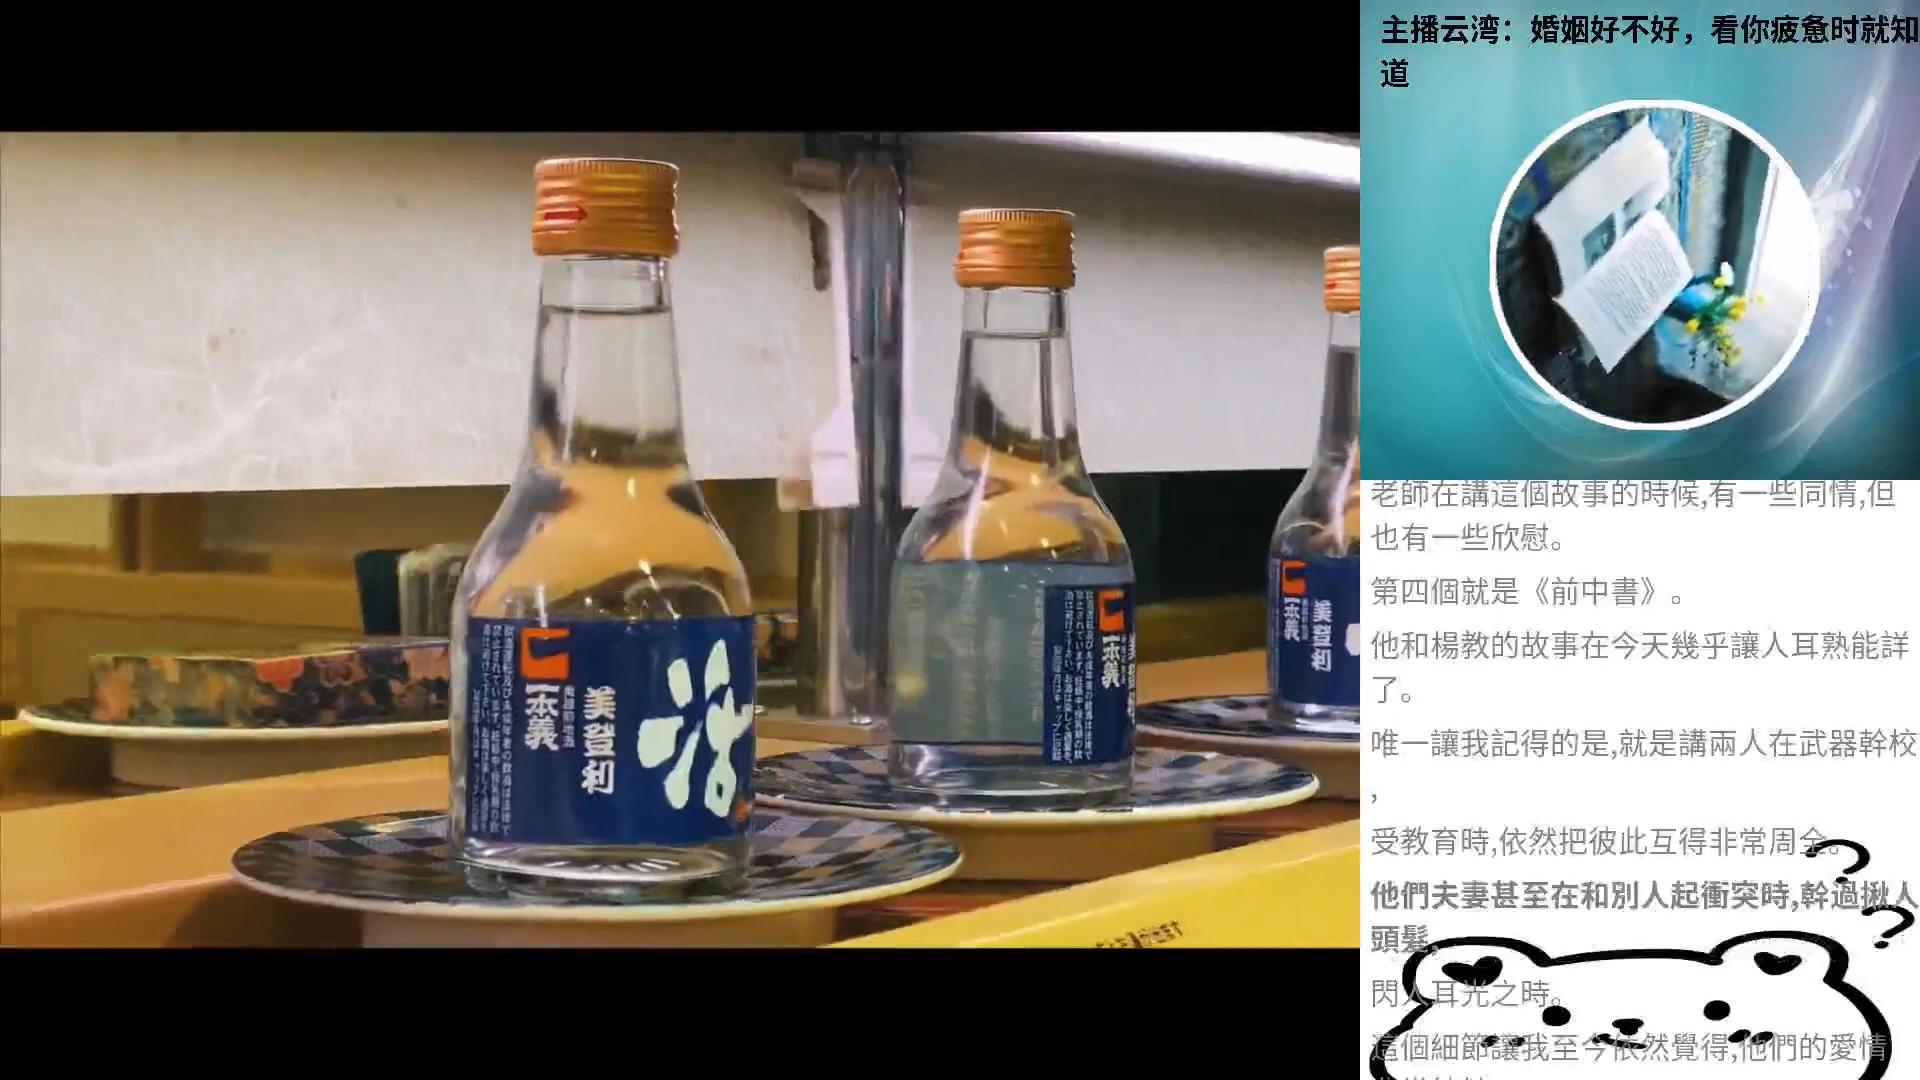 主播云湾：婚姻好不好，看你疲惫时就知
道
老師在講這個故事的時候,有一些同情,但
也有一些欣慰。
第四個就是《前中書》。
他和楊教的故事在今天幾乎讓人耳熟能詳
了。
唯一讓我記得的是,就是講兩人在武器幹校
,
受教育時,依然把彼此互得非常周全。
他們夫妻甚至在和別人起衝突時,幹過揪人
頭髮,
閃人耳光之時。
這個細節讓我至今依然覺得,他們的愛情
一本義
美登利
活
一本義
一本義
美登利